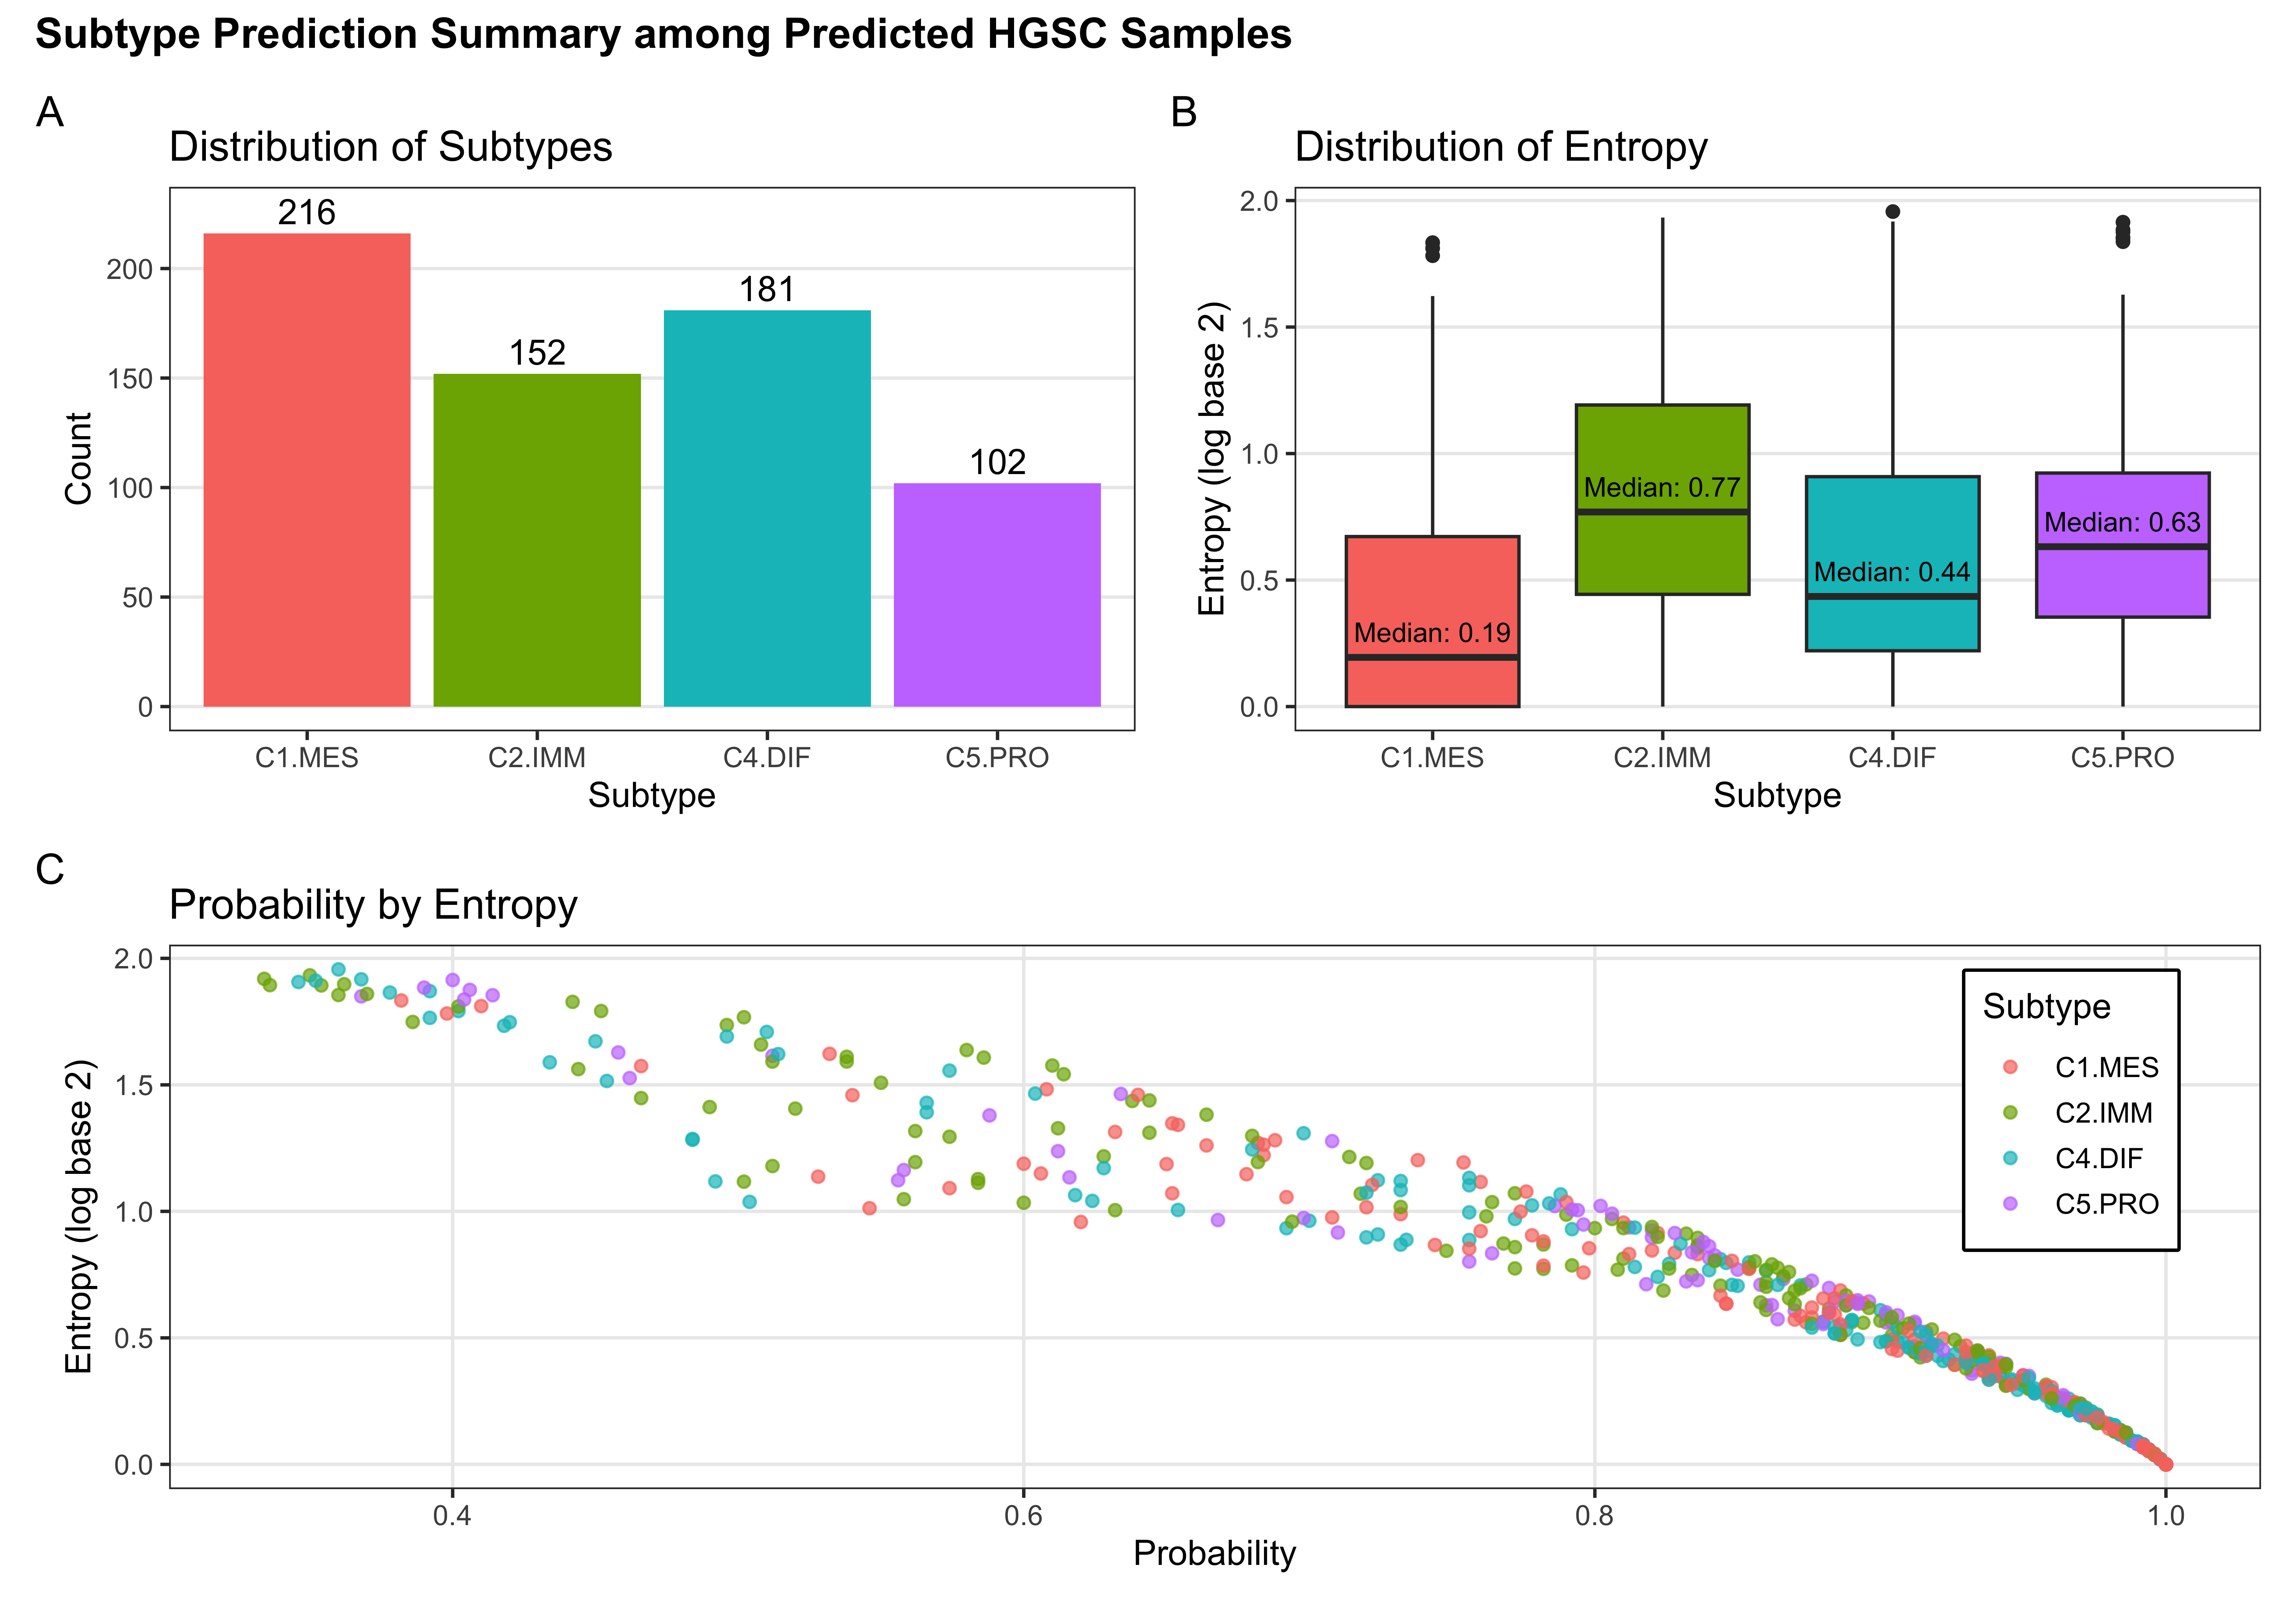 Subtype Prediction Summary among Predicted HGSC Samples
A
Distribution of Subtypes
216
152
181
102
200
150
100
50
0
Count
C1.MES C2.IMM C4.DIF C5.PRO
Subtype
B
Distribution of Entropy
2.0
1.5
1.0
0.5
0.0
Entropy (log base 2)
Median: 0.19
Median: 0.77
Median: 0.44
Median: 0.63
C1.MES C2.IMM C4.DIF C5.PRO
Subtype
C
Probability by Entropy
2.0
1.5
1.0
0.5
0.0
Entropy (log base 2)
Subtype
C1.MES
C2.IMM
C4.DIF
C5.PRO
0.4 0.6 0.8 1.0
Probability